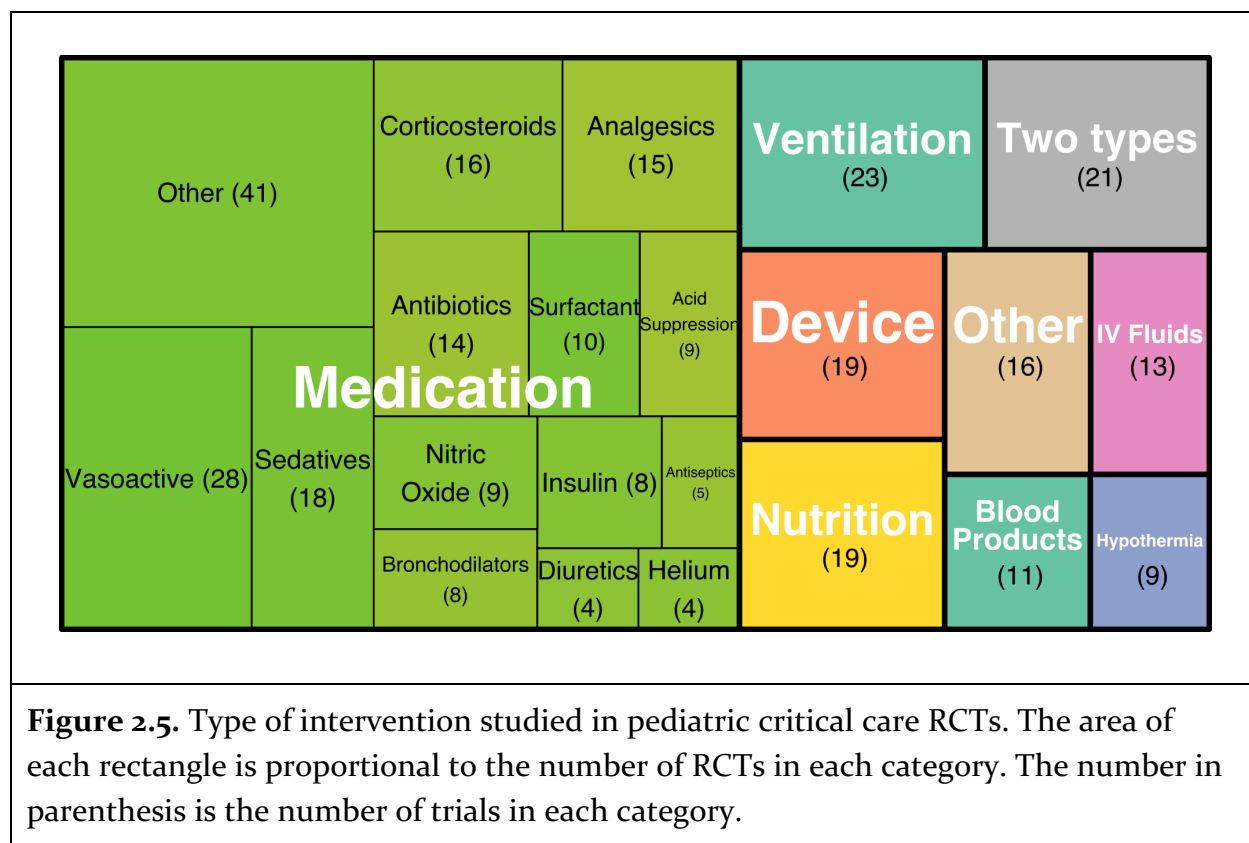 Other (41)
Corticosteroids
(16)
Analgesics
(15)
Vasoactive (28)
Sedatives
(18)
Antibiotics
(14)
Surfactant
(10)
Acid
Suppression
(9)
Medication
Nitric
Oxide (9)
Insulin (8)
Antiseptics
(5)
Bronchodilators
(8)
Diuretics
(4)
Helium
(4)
Ventilation
(23)
Two types
(21)
Device
(19)
Other
(16)
IV Fluids
(13)
Nutrition
(19)
Blood
Products
(11)
Hypothermia
(9)
Figure 2.5. Type of intervention studied in pediatric critical care RCTs. The area of
each rectangle is proportional to the number of RCTs in each category. The number in
parenthesis is the number of trials in each category.